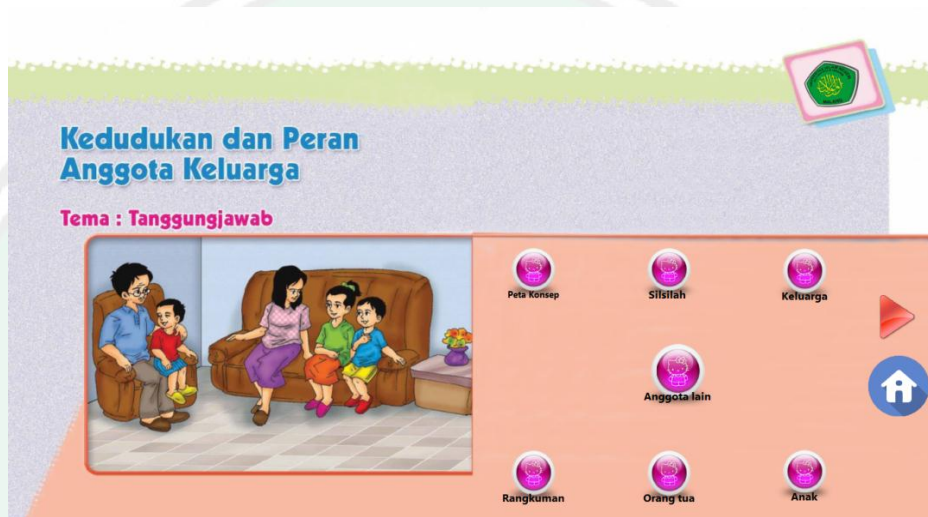 Kedudukan dan Peran
Anggota Keluarga
Tema : Tanggungjawab
Peta Konsep
Silsilah
Keluarga
Anggota lain
Rangkuman
Orang tua
Anak